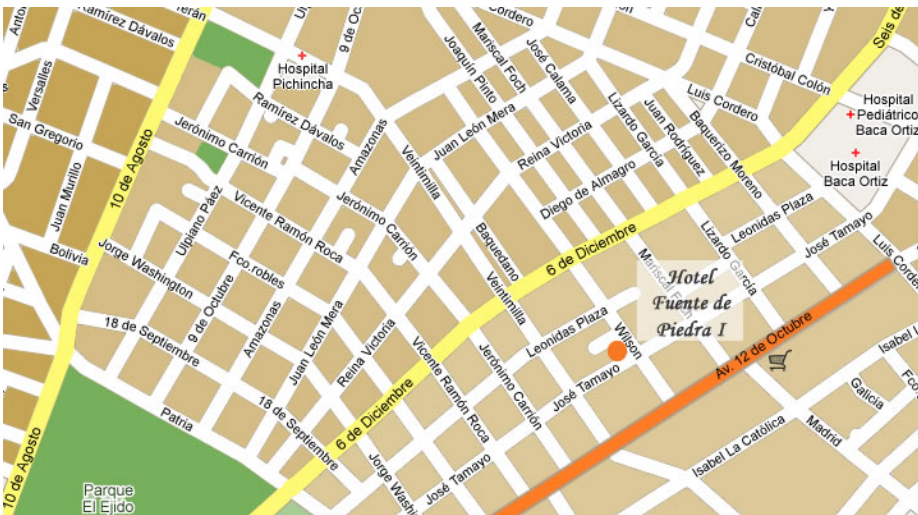 Ramírez Dávalos
Terán
9 de Oc
Cordero
Seis de
Versalles
Hospital
Pichincha
Joaquin Pinto
Mariscal Foch
José Calama
Cristóbal Colón
Luis Cordero
San Gregorio
10 de Agosto
Jerónimo Carrión
Ramírez Dávalos
Amazonas
Juan León Mera
Reina Victoria
Lizardo García
Juan Rodríguez
Baquerizo Moreno
Hospital
Pediátrico
Baca Ortiz
Hospital
Baca Ortiz
Juan Murillo
Ulpiano Páez
Vicente Ramón Roca
Veintimilla
Diego de Almagro
Jerónimo Carrión
Leonidas Plaza
José Tamayo
Luis Corde
Bolivia
Jorge Washington
Fco.robles
Baquedano
6 de Diciembre
Lizardo García
Mariscal Foch
Hotel
Fuente de
Piedra I
9 de Octubre
Amazonas
Juan León Mera
Veintimilla
Leonidas Plaza
Wilson
18 de Septiembre
Reina Victoria
Av. 12 de Octubre
Isabel L
Vicente Ramón Roca
Jerónimo Carrión
José Tamayo
Galicia
Fco
Patria
18 de Septiembre
6 de Diciembre
Madrid
Isabel La Católica
10 de Agosto
Jorge Wash
José Tamayo
Parque
El Ejido